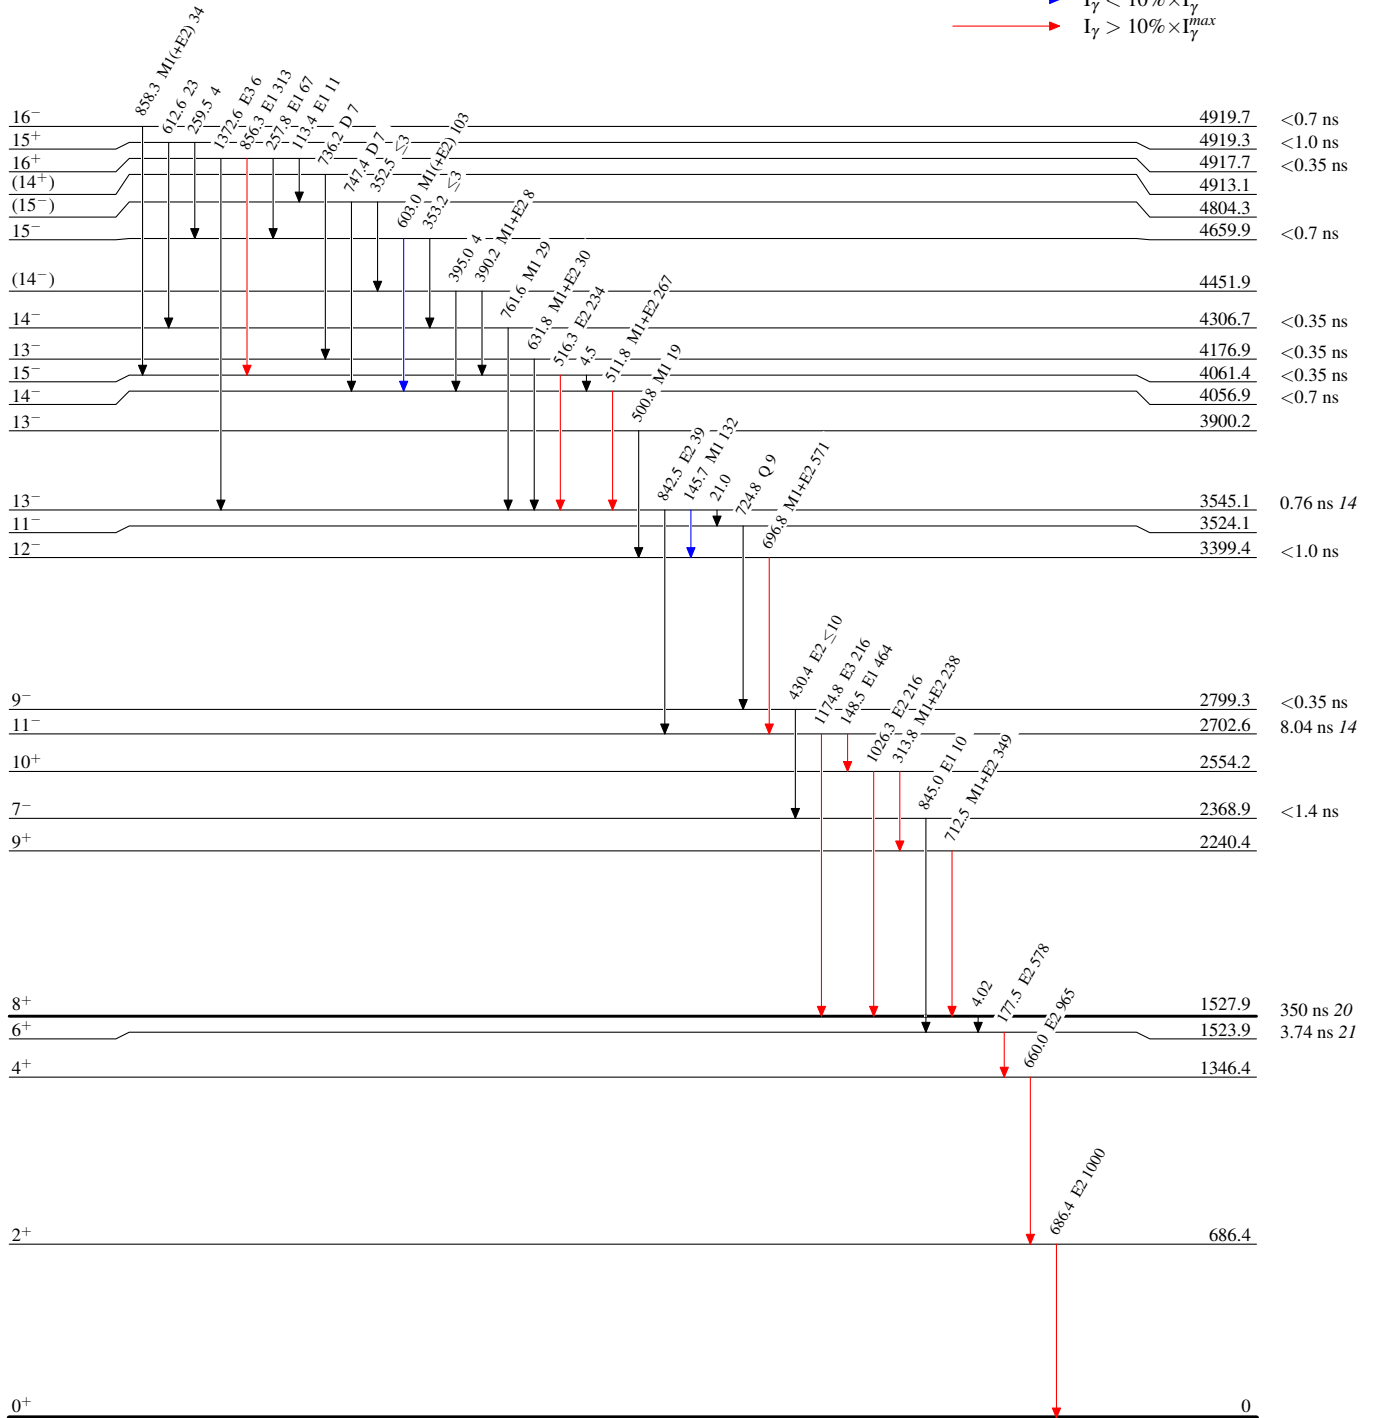 I_γ < 10%×I_γ
I_γ > 10%×I_γ^max
858.3 M1(+E2) 34
612.6 23
259.5 4
1372.6 E3 6
856.3 E1 313
257.8 E1 67
113.4 E1 11
736.2 D 7
747.4 D 7
352.5 ≤3
603.0 M1(+E2) 103
353.2 ≤3
395.0 4
390.2 M1+E2 8
761.6 M1 29
631.8 M1+E2 30
516.3 E2 234
4.5
511.8 M1+E2 267
500.8 M1 19
842.5 E2 39
145.7 M1 132
21.0
724.8 Q 9
696.8 M1+E2 571
430.4 E2 ≤10
1174.8 E3 216
148.5 E1 464
1026.3 E2 216
313.8 M1+E2 238
845.0 E1 10
712.5 M1+E2 349
4.02
177.5 E2 578
660.0 E2 965
686.4 E2 1000
16⁻ 4919.7 <0.7 ns
15⁺ 4919.3 <1.0 ns
16⁺ 4917.7 <0.35 ns
(14⁺) 4913.1
(15⁻) 4804.3
15⁻ 4659.9 <0.7 ns
(14⁻) 4451.9
14⁻ 4306.7 <0.35 ns
13⁻ 4176.9 <0.35 ns
15⁻ 4061.4 <0.35 ns
14⁻ 4056.9 <0.7 ns
13⁻ 3900.2
13⁻ 3545.1 0.76 ns 14
11⁻ 3524.1
12⁻ 3399.4 <1.0 ns
9⁻ 2799.3 <0.35 ns
11⁻ 2702.6 8.04 ns 14
10⁺ 2554.2
7⁻ 2368.9 <1.4 ns
9⁺ 2240.4
8⁺ 1527.9 350 ns 20
6⁺ 1523.9 3.74 ns 21
4⁺ 1346.4
2⁺ 686.4
0⁺ 0